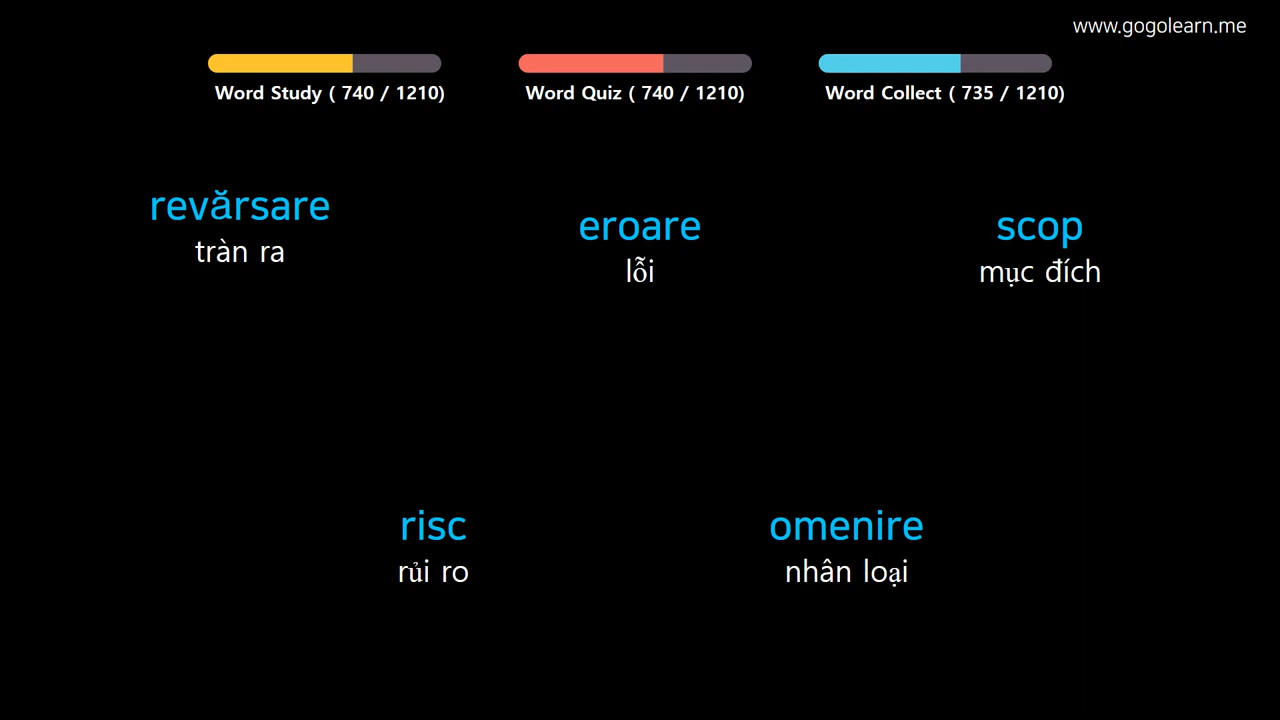 www.gogolearn.me
Word Study ( 740 / 1210)
Word Quiz ( 740 / 1210)
Word Collect ( 735 / 1210)
revărsare
tràn ra
eroare
lỗi
scop
mục đích
risc
rủi ro
omenire
nhân loại